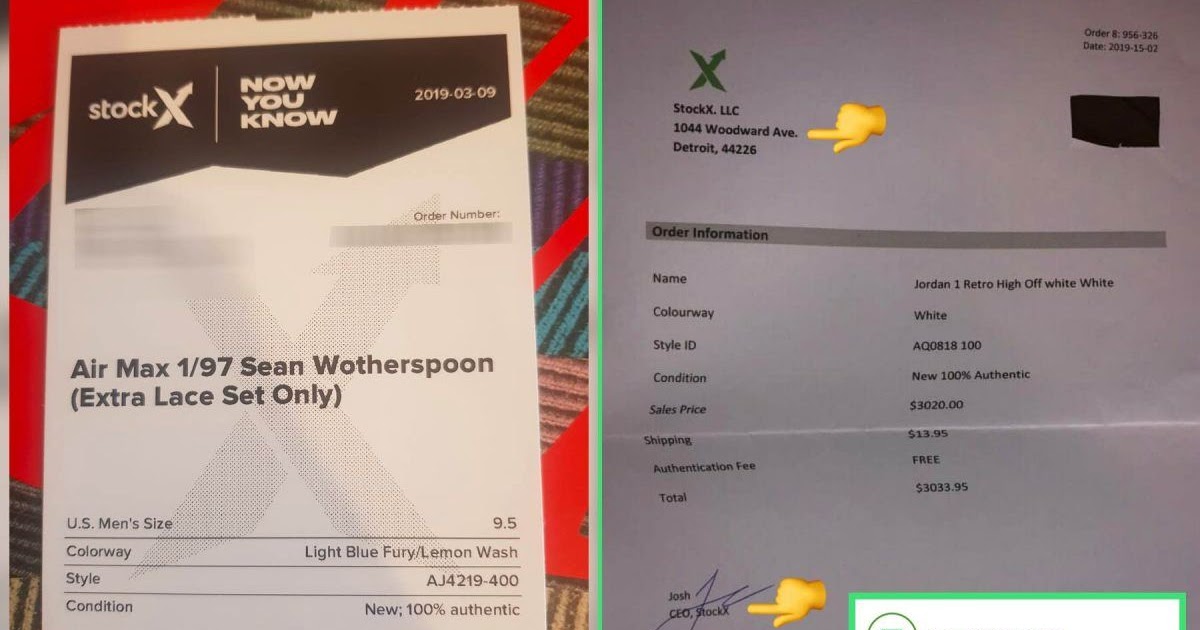 stockX
NOW
YOU
KNOW
2019-03-09
Order Number:
Air Max 1/97 Sean Wotherspoon
(Extra Lace Set Only)
U.S. Men's Size 9.5
Colorway Light Blue Fury/Lemon Wash
Style AJ4219-400
Condition New; 100% authentic
Order 8: 956-326
Date: 2019-15-02
X
StockX. LLC
1044 Woodward Ave.
Detroit, 44226
Order Information
Name Jordan 1 Retro High Off white White
Colourway White
Style ID AQ0818 100
Condition New 100% Authentic
Sales Price $3020.00
Shipping $13.95
Authentication Fee FREE
Total $3033.95
Josh
CEO, StockX